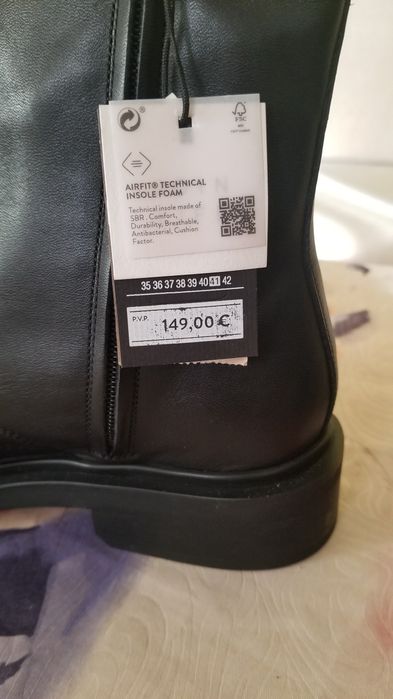 ®
FSC
AIRFIT® TECHNICAL
INSOLE FOAM
Technical insole made of
SBR . Comfort,
Durability, Breathable,
Antibacterial, Cushion
Factor.
35 36 37 38 39 40 41 42
P.V.P.
149,00 €